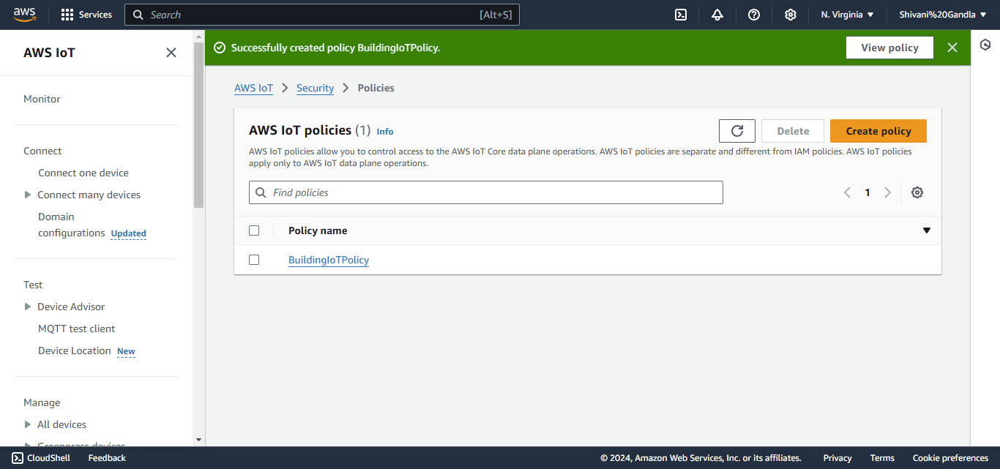 aws
Services
Search [Alt+S]
N. Virginia
Shivani%20Gandla
AWS IoT
Monitor
Connect
Connect one device
Connect many devices
Domain
configurations Updated
Test
Device Advisor
MQTT test client
Device Location New
Manage
All devices
Greengrass devices
Successfully created policy BuildingIoTPolicy.
View policy
AWS IoT
Security
Policies
AWS IoT policies (1) Info
Delete
Create policy
AWS IoT policies allow you to control access to the AWS IoT Core data plane operations. AWS IoT policies are separate and different from IAM policies. AWS IoT policies
apply only to AWS IoT data plane operations.
Find policies
1
Policy name
BuildingIoTPolicy
CloudShell
Feedback
© 2024, Amazon Web Services, Inc. or its affiliates.
Privacy
Terms
Cookie preferences